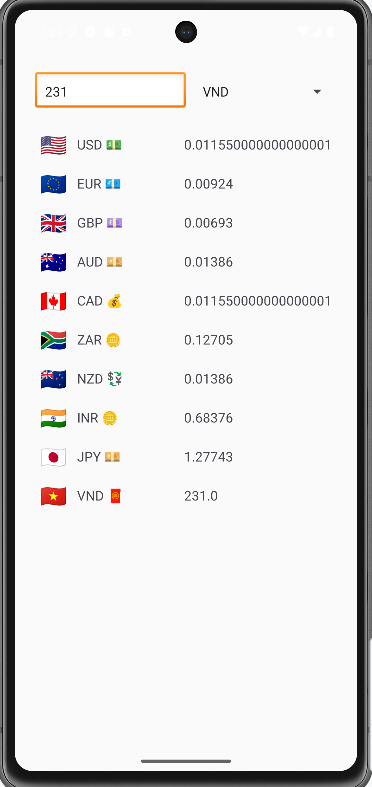 231 VND
USD 0.011550000000000001
EUR 0.00924
GBP 0.00693
AUD 0.01386
CAD 0.011550000000000001
ZAR 0.12705
NZD 0.01386
INR 0.68376
JPY 1.27743
VND 231.0